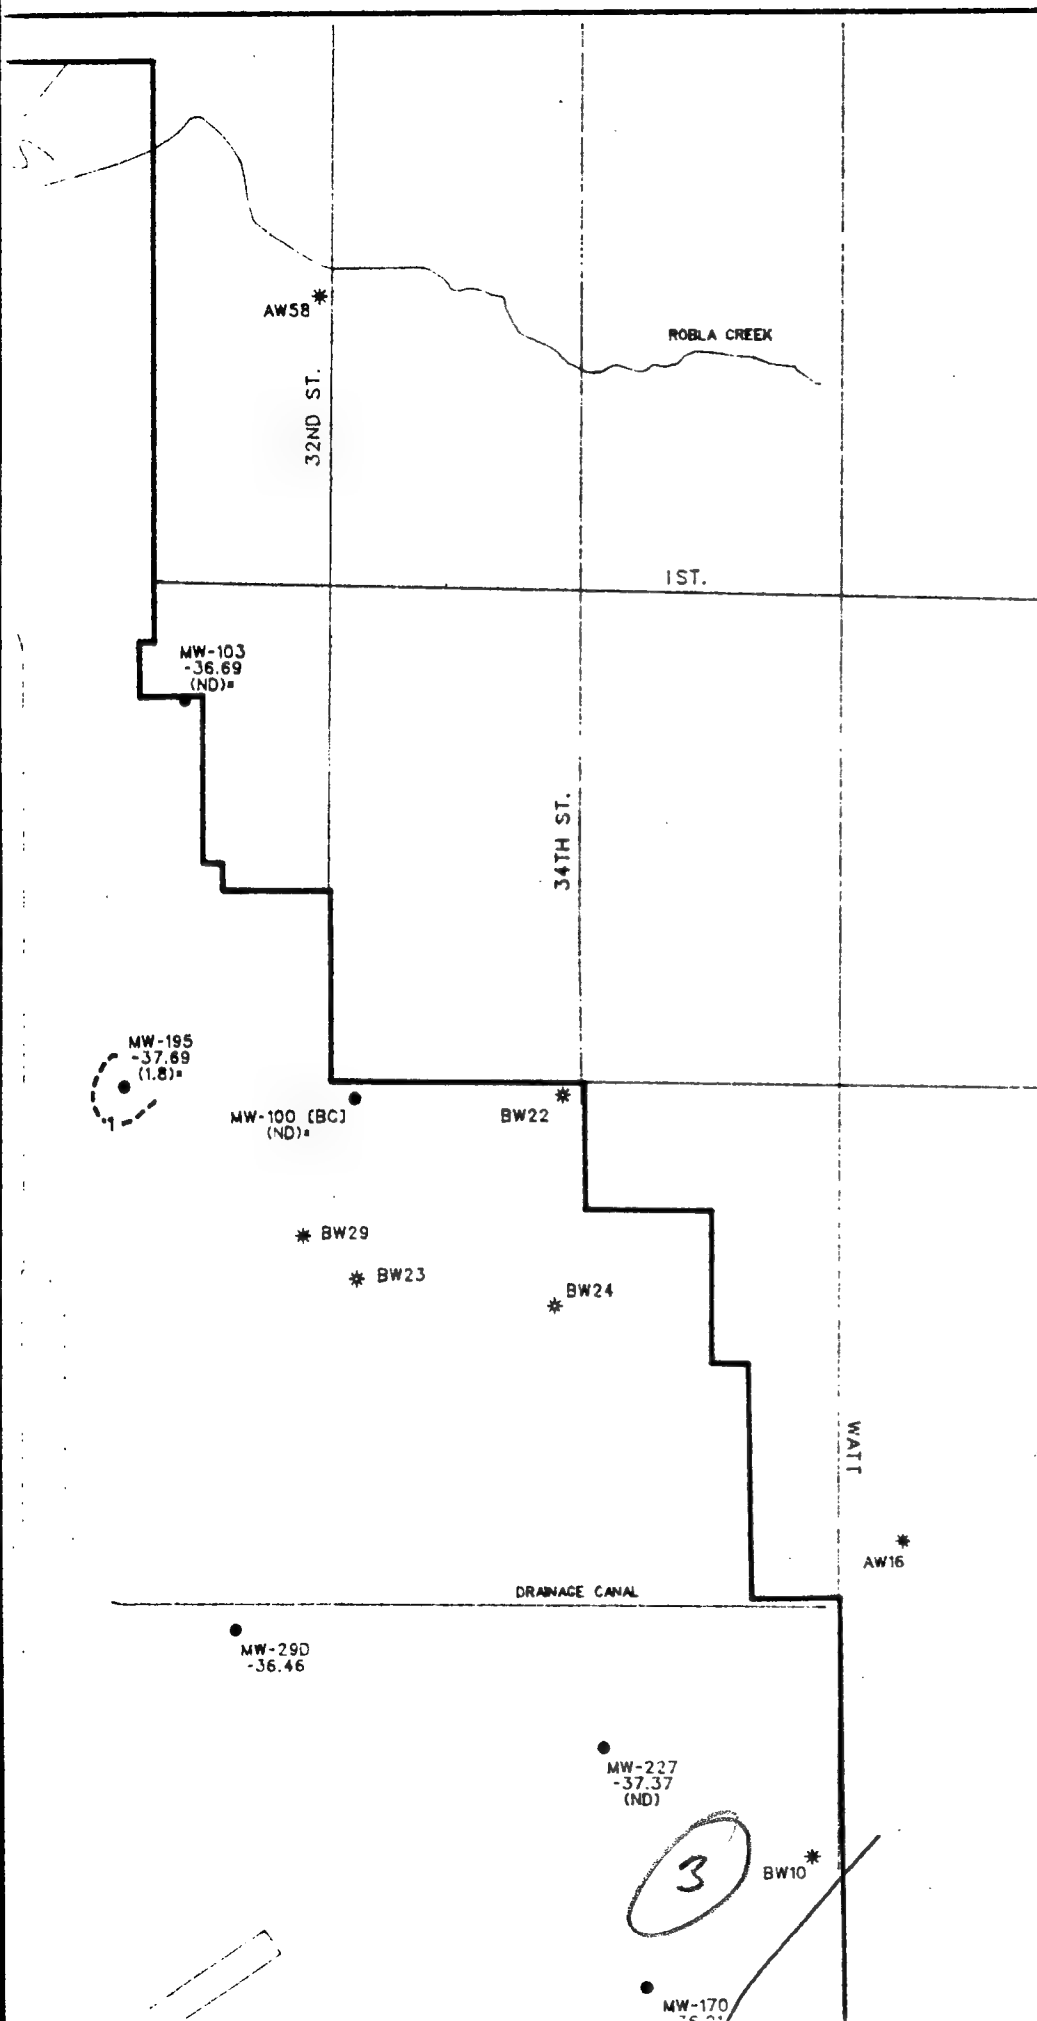 AW58
ROBLA CREEK
32ND ST.
1ST.
MW-103
-36.69
(ND)*
34TH ST.
MW-195
-37.69
(1.8)*
1
MW-100 [BC]
(ND)*
BW22
BW29
BW23
BW24
WATT
AW16
DRAINAGE CANAL
MW-29D
-36.46
MW-227
-37.37
(ND)
3
BW10
MW-170